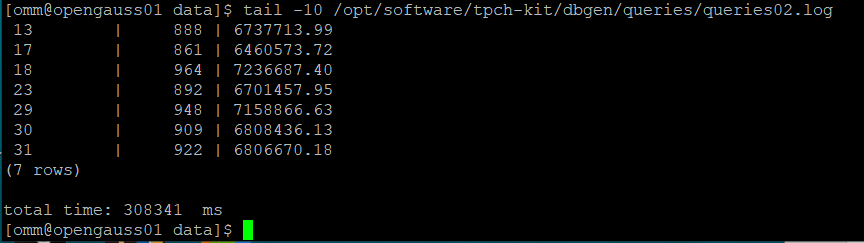 [omm@opengauss01 data]$ tail -10 /opt/software/tpch-kit/dbgen/queries/queries02.log
13 | 888 | 6737713.99
17 | 861 | 6460573.72
18 | 964 | 7236687.40
23 | 892 | 6701457.95
29 | 948 | 7158866.63
30 | 909 | 6808436.13
31 | 922 | 6806670.18
(7 rows)
total time: 308341 ms
[omm@opengauss01 data]$